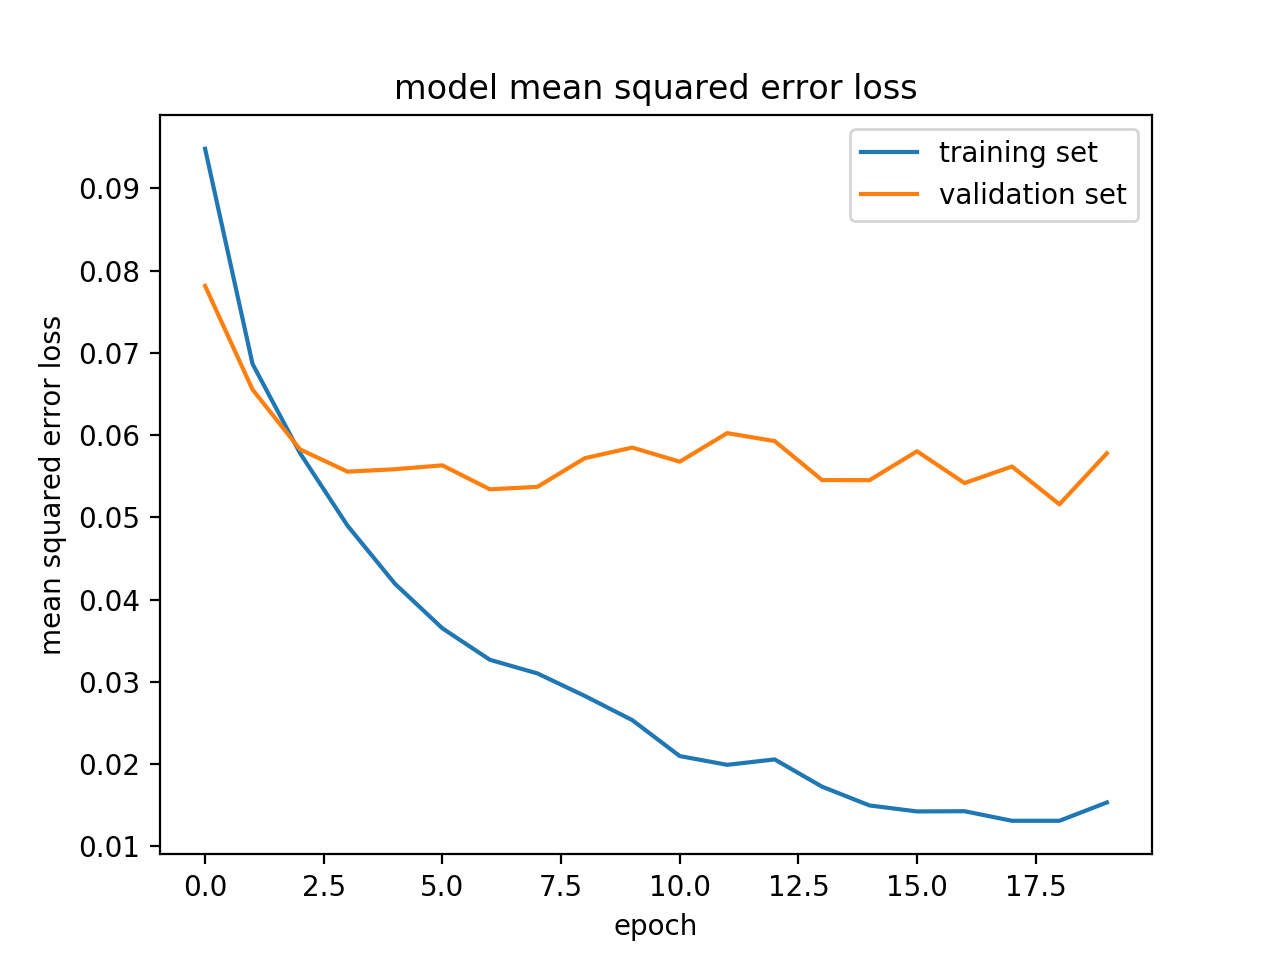 model mean squared error loss
training set
validation set
mean squared error loss
0.09
0.08
0.07
0.06
0.05
0.04
0.03
0.02
0.01
0.0 2.5 5.0 7.5 10.0 12.5 15.0 17.5
epoch